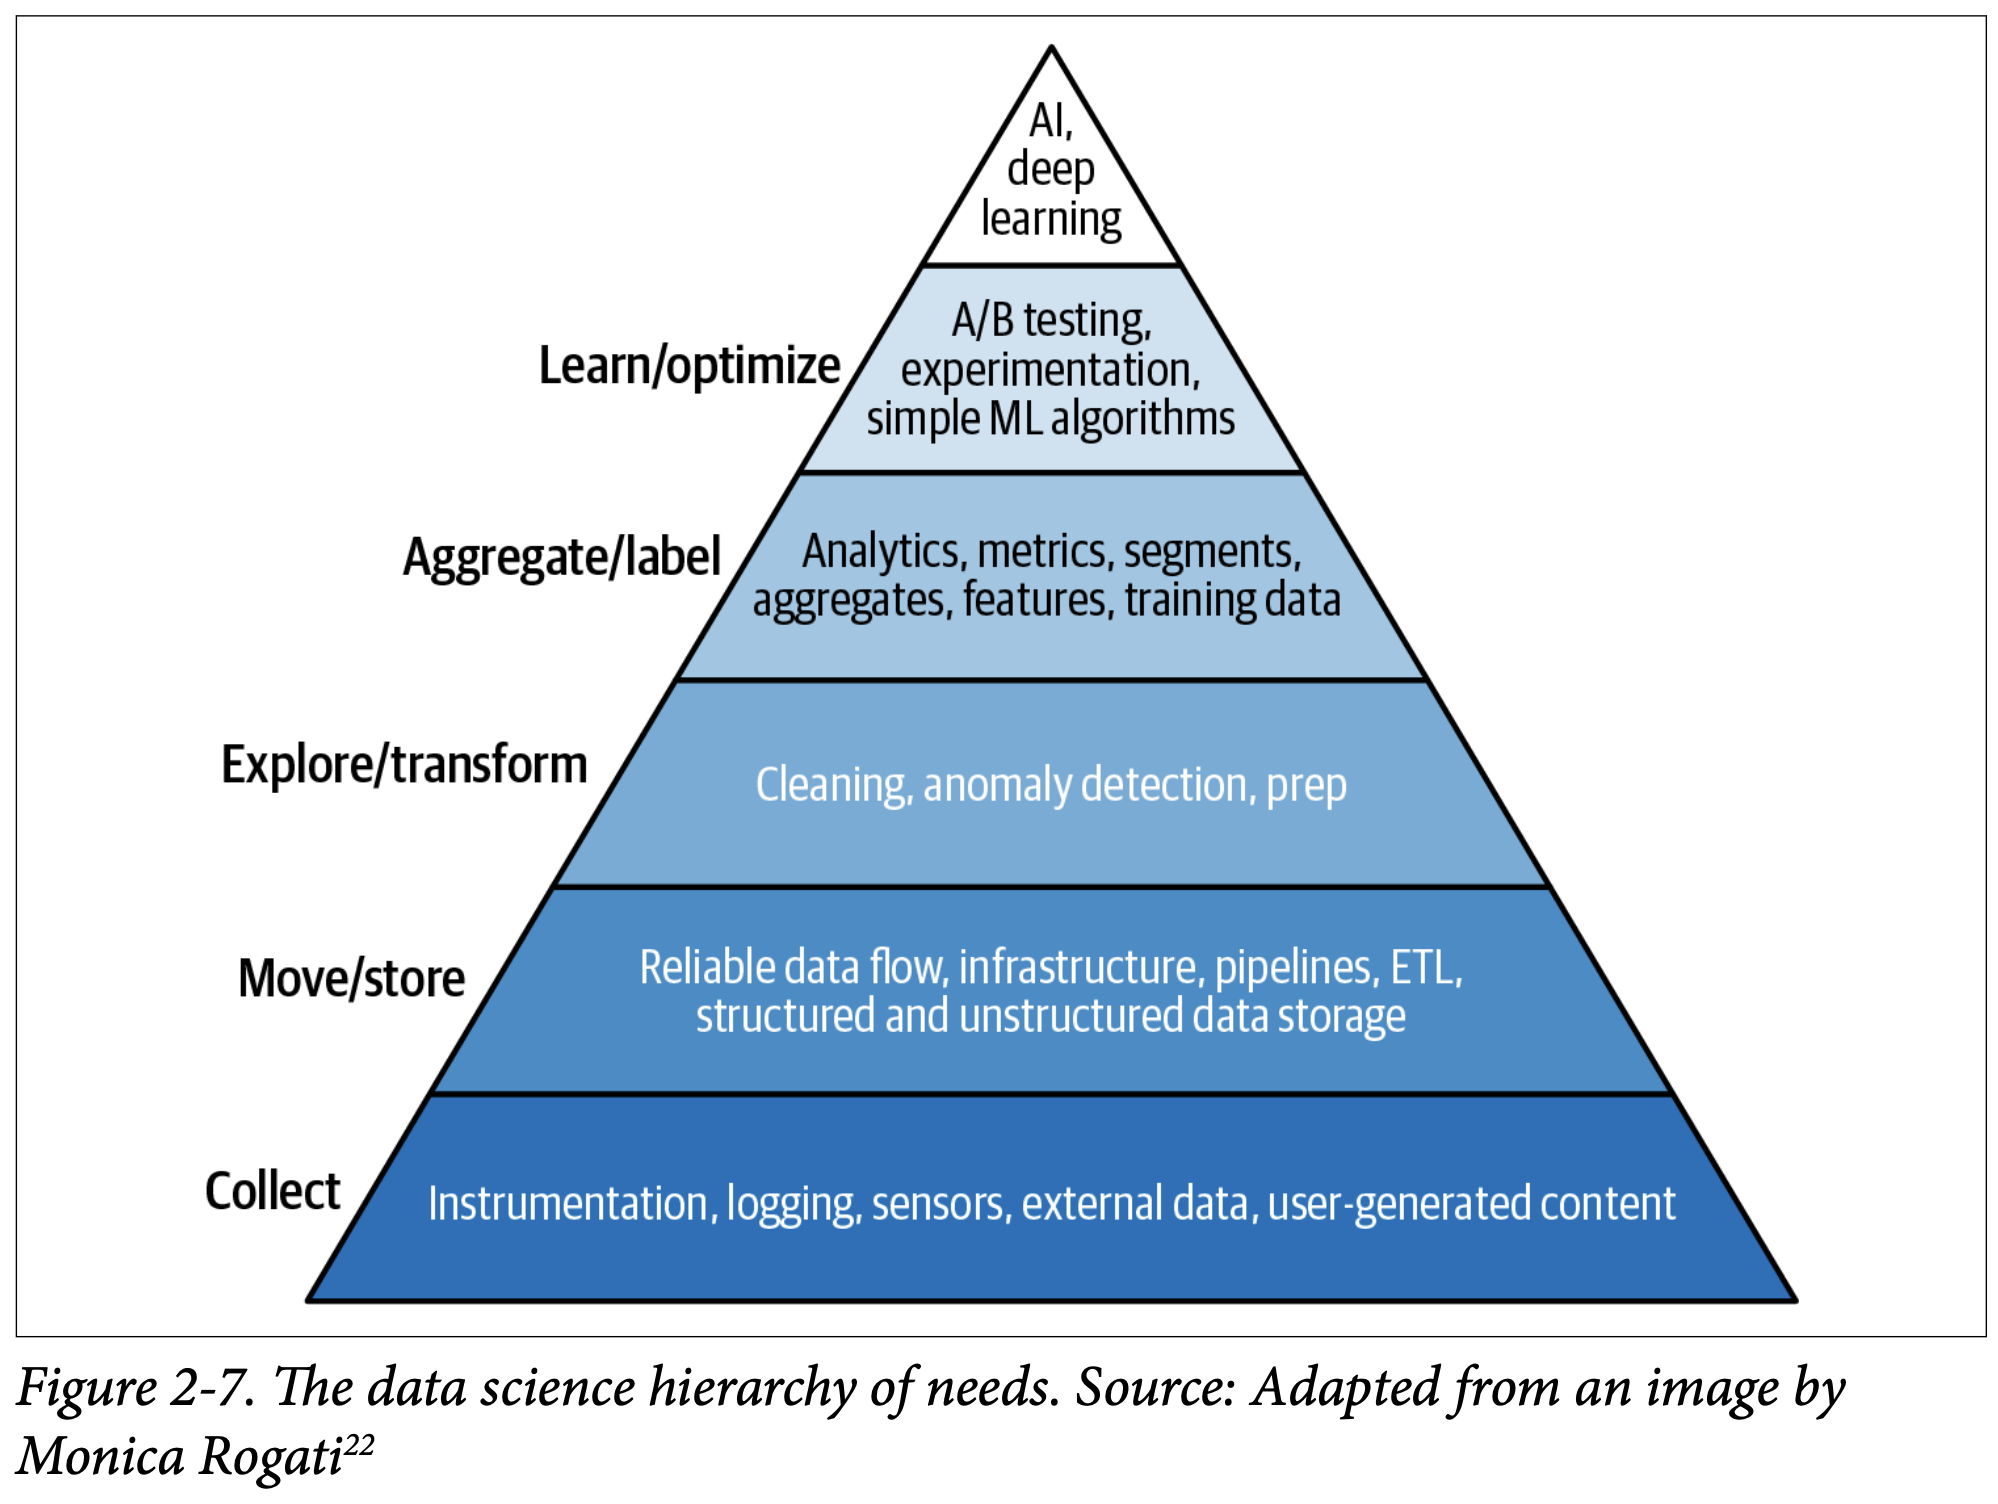 AI,
deep
learning
Learn/optimize
A/B testing,
experimentation,
simple ML algorithms
Aggregate/label
Analytics, metrics, segments,
aggregates, features, training data
Explore/transform
Cleaning, anomaly detection, prep
Move/store
Reliable data flow, infrastructure, pipelines, ETL,
structured and unstructured data storage
Collect
Instrumentation, logging, sensors, external data, user-generated content
Figure 2-7. The data science hierarchy of needs. Source: Adapted from an image by
Monica Rogati²²